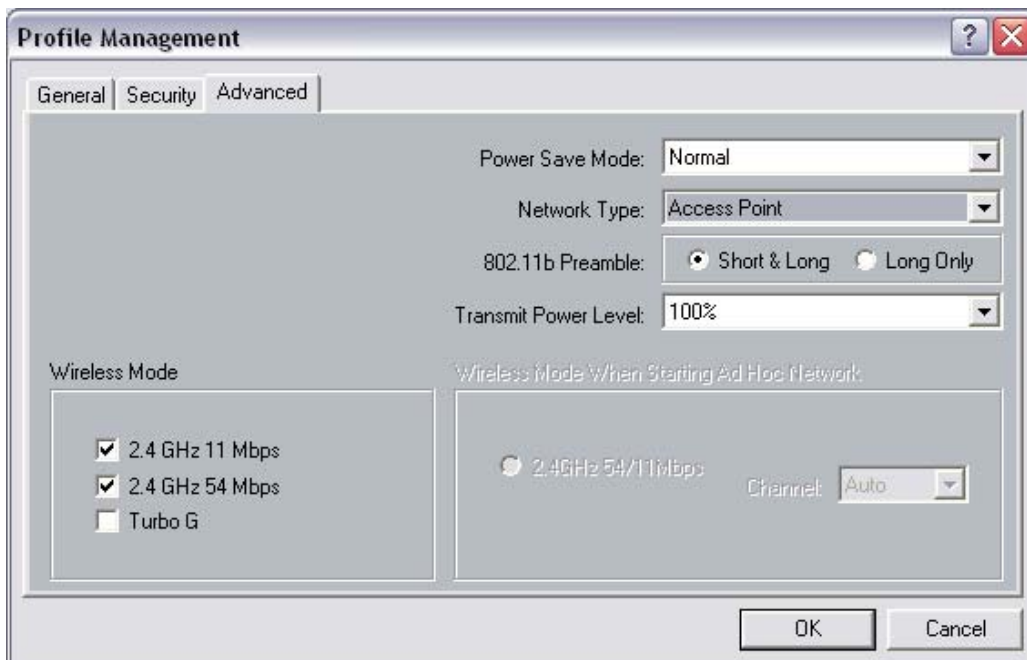 Profile Management
General Security Advanced
Power Save Mode: Normal
Network Type: Access Point
802.11b Preamble: Short & Long Long Only
Transmit Power Level: 100%
Wireless Mode
2.4 GHz 11 Mbps
2.4 GHz 54 Mbps
Turbo G
Wireless Mode When Starting Ad Hoc Network
2.4GHz 54/11Mbps
Channel: Auto
OK Cancel